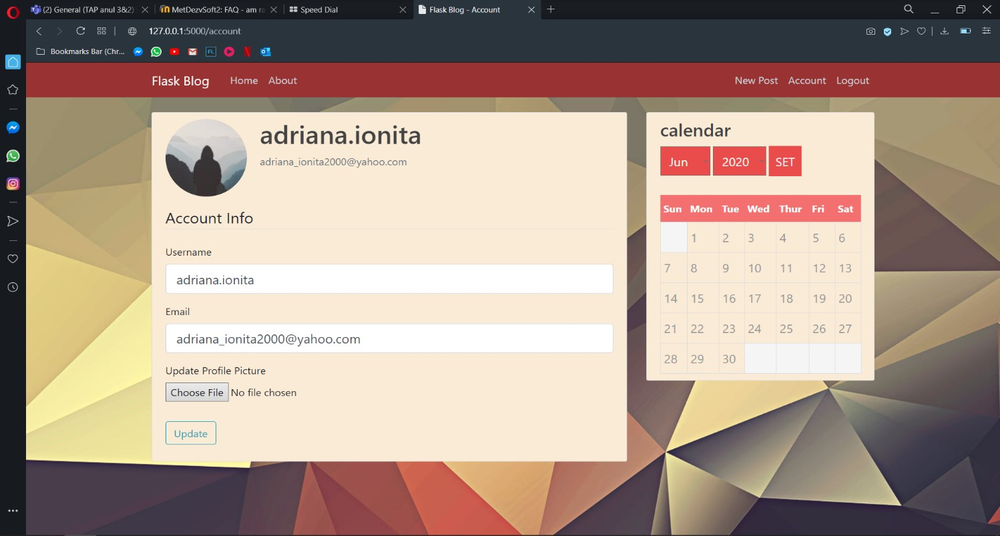 (2) General (TAP anul 3&2)
MetDezvSoft2: FAQ - am ra
Speed Dial
Flask Blog - Account
127.0.0.1:5000/account
Bookmarks Bar (Chr...
FL
Flask Blog
Home
About
New Post
Account
Logout
adriana.ionita
adriana_ionita2000@yahoo.com
Account Info
Username
adriana.ionita
Email
adriana_ionita2000@yahoo.com
Update Profile Picture
Choose File No file chosen
Update
calendar
Jun 2020 SET
Sun Mon Tue Wed Thur Fri Sat
1 2 3 4 5 6
7 8 9 10 11 12 13
14 15 16 17 18 19 20
21 22 23 24 25 26 27
28 29 30